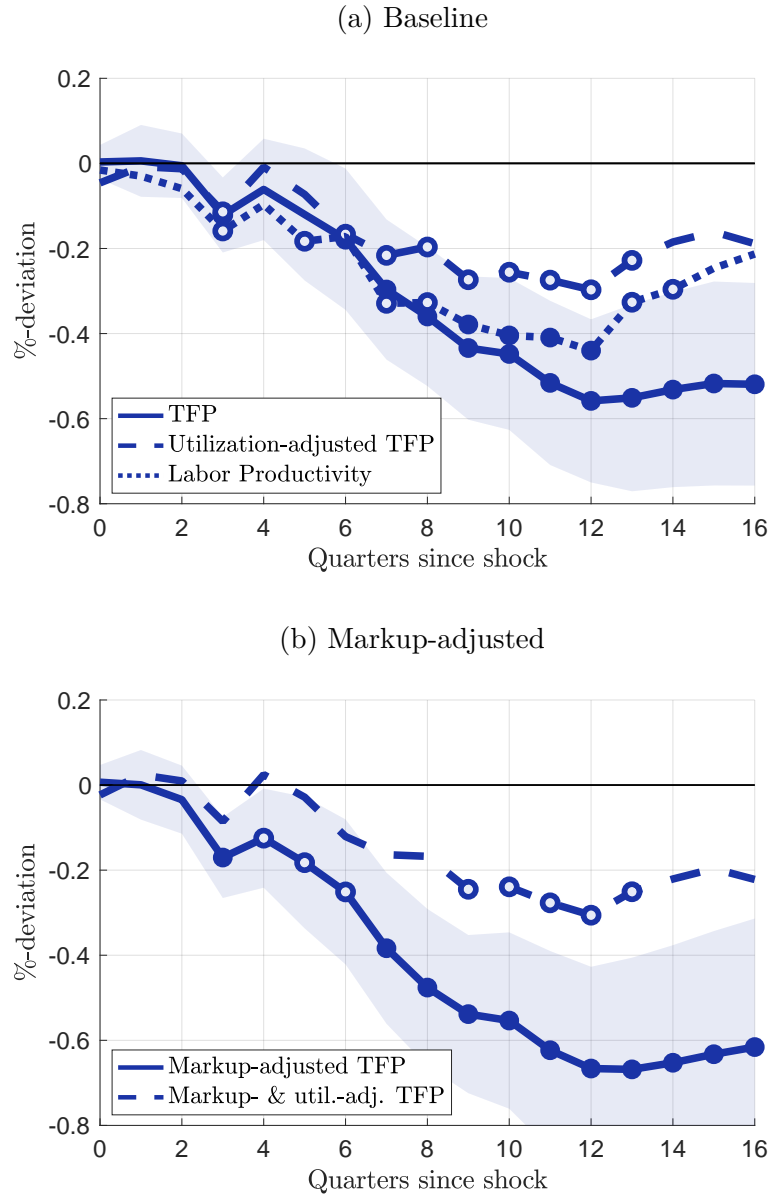 (a) Baseline
0.2
0
-0.2
-0.4
-0.6
-0.8
%-deviation
TFP
Utilization-adjusted TFP
Labor Productivity
0 2 4 6 8 10 12 14 16
Quarters since shock
(b) Markup-adjusted
0.2
0
-0.2
-0.4
-0.6
-0.8
%-deviation
Markup-adjusted TFP
Markup- & util.-adj. TFP
0 2 4 6 8 10 12 14 16
Quarters since shock